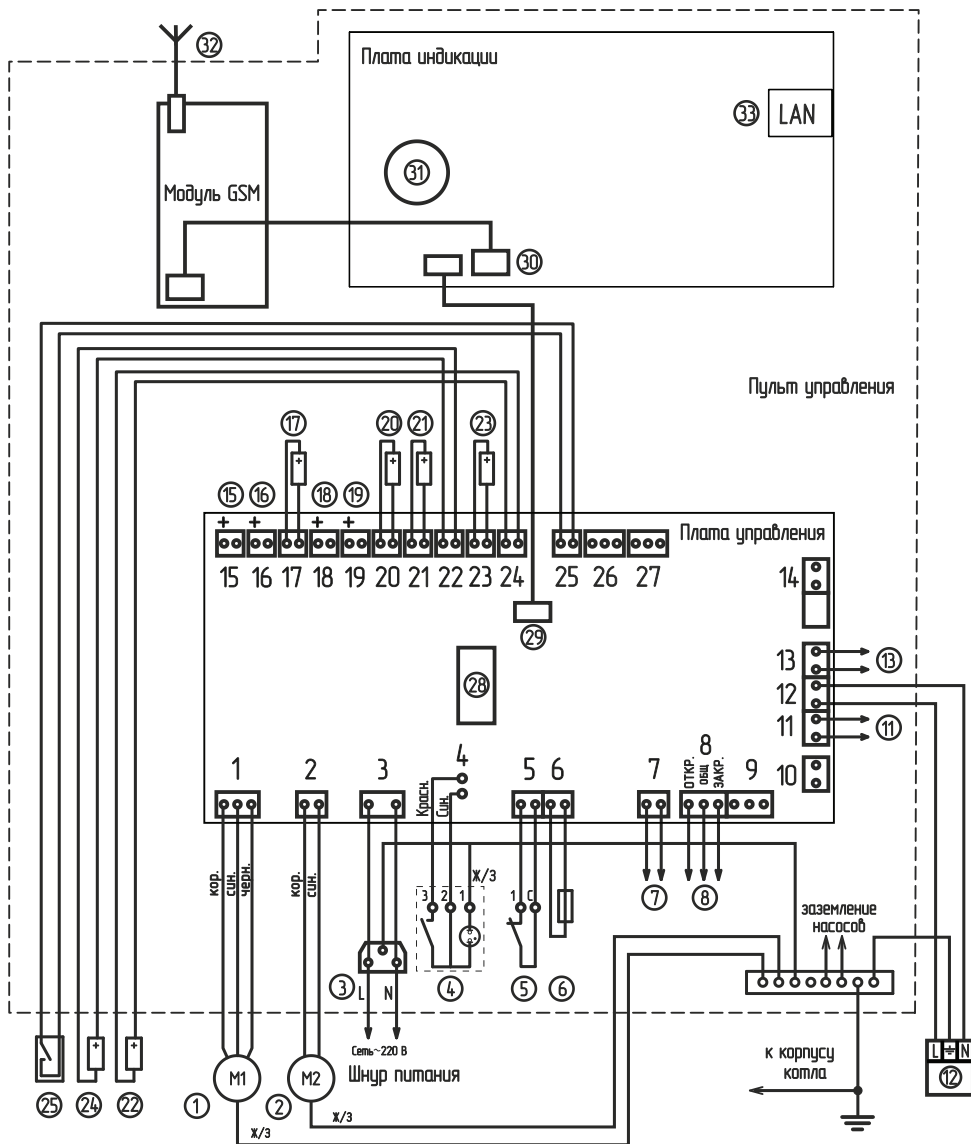 32
Плата индикации
33
LAN
31
Модуль GSM
30
Пульт управления
17
20
21
23
15
16
18
19
+
+
+
+
+
+
+
+
Плата управления
15
16
17
18
19
20
21
22
23
24
25
26
27
14
29
28
13
13
12
11
11
10
1
2
3
4
5
6
7
8
9
ОТКР.
ОБЩ
ЗАКР.
Красн.
Син.
кор.
син.
черн.
кор.
син.
Ж/З
3
2
1
1
С
7
8
заземление
насосов
3
L
N
4
5
6
Сеть~220 В
Шнур питания
к корпусу
котла
L
N
12
+
+
25
24
22
1
М1
2
М2
Ж/З
Ж/З